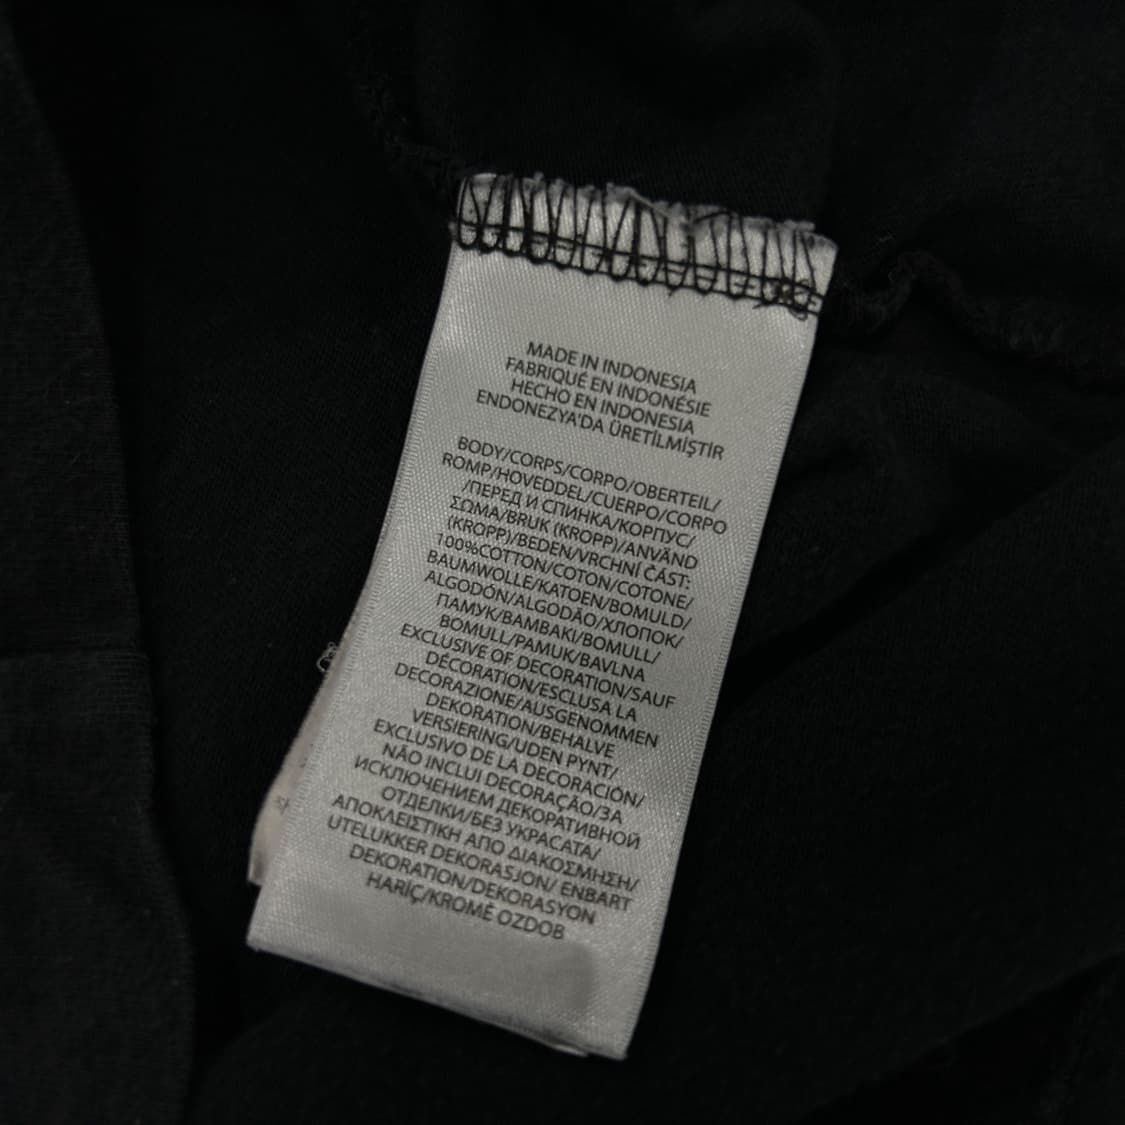 MADE IN INDONESIA
FABRIQUÉ EN INDONÉSIE
HECHO EN INDONESIA
ENDONEZYA'DA ÜRETİLMİŞTİR
BODY/CORPS/CORPO/OBERTEIL/
ROMP/HOVEDDEL/CUERPO/CORPO
/ПЕРЕД И СПИНКА/КОРПУС/
ΣΩΜΑ/BRUK (KROPP)/ANVÄND
(KROPP)/BEDEN/VRCHNÍ ČÁST:
100%COTTON/COTON/COTONE/
BAUMWOLLE/KATOEN/BOMULD/
ALGODÓN/ALGODÃO/ХЛОПОК/
ПАМУК/BAMBAKI/BOMULL/
BOMULL/PAMUK/BAVLNA
EXCLUSIVE OF DECORATION/SAUF
DÉCORATION/ESCLUSA LA
DECORAZIONE/AUSGENOMMEN
DEKORATION/BEHALVE
VERSIERING/UDEN PYNT/
EXCLUSIVO DE LA DECORACIÓN/
NÃO INCLUI DECORAÇÃO/ЗА
ИСКЛЮЧЕНИЕМ ДЕКОРАТИВНОЙ
ОТДЕЛКИ/БЕЗ УКРАСАТА/
ΑΠΟΚΛΕΙΣΤΙΚΗ ΑΠΟ ΔΙΑΚΟΣΜΗΣΗ/
UTELUKKER DEKORASJON/ ENBART
DEKORATION/DEKORASYON
HARİÇ/KROMĚ OZDOB